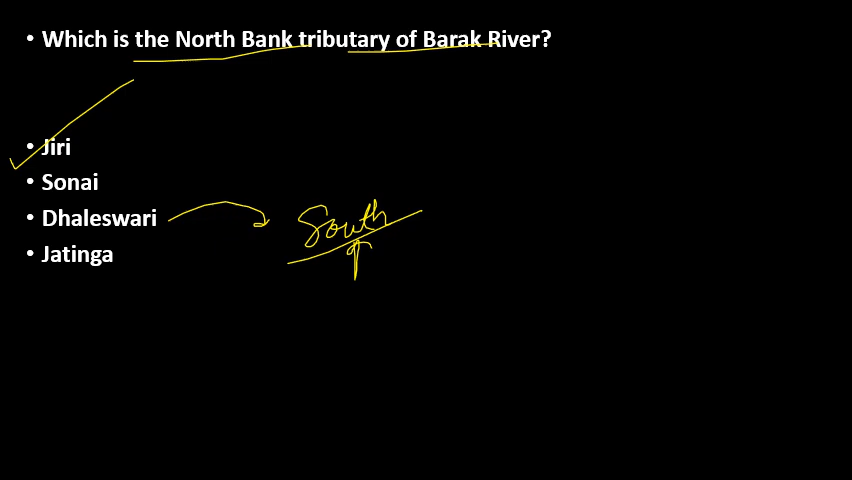 • Which is the North Bank tributary of Barak River?
• Jiri
• Sonai
• Dhaleswari
South
• Jatinga